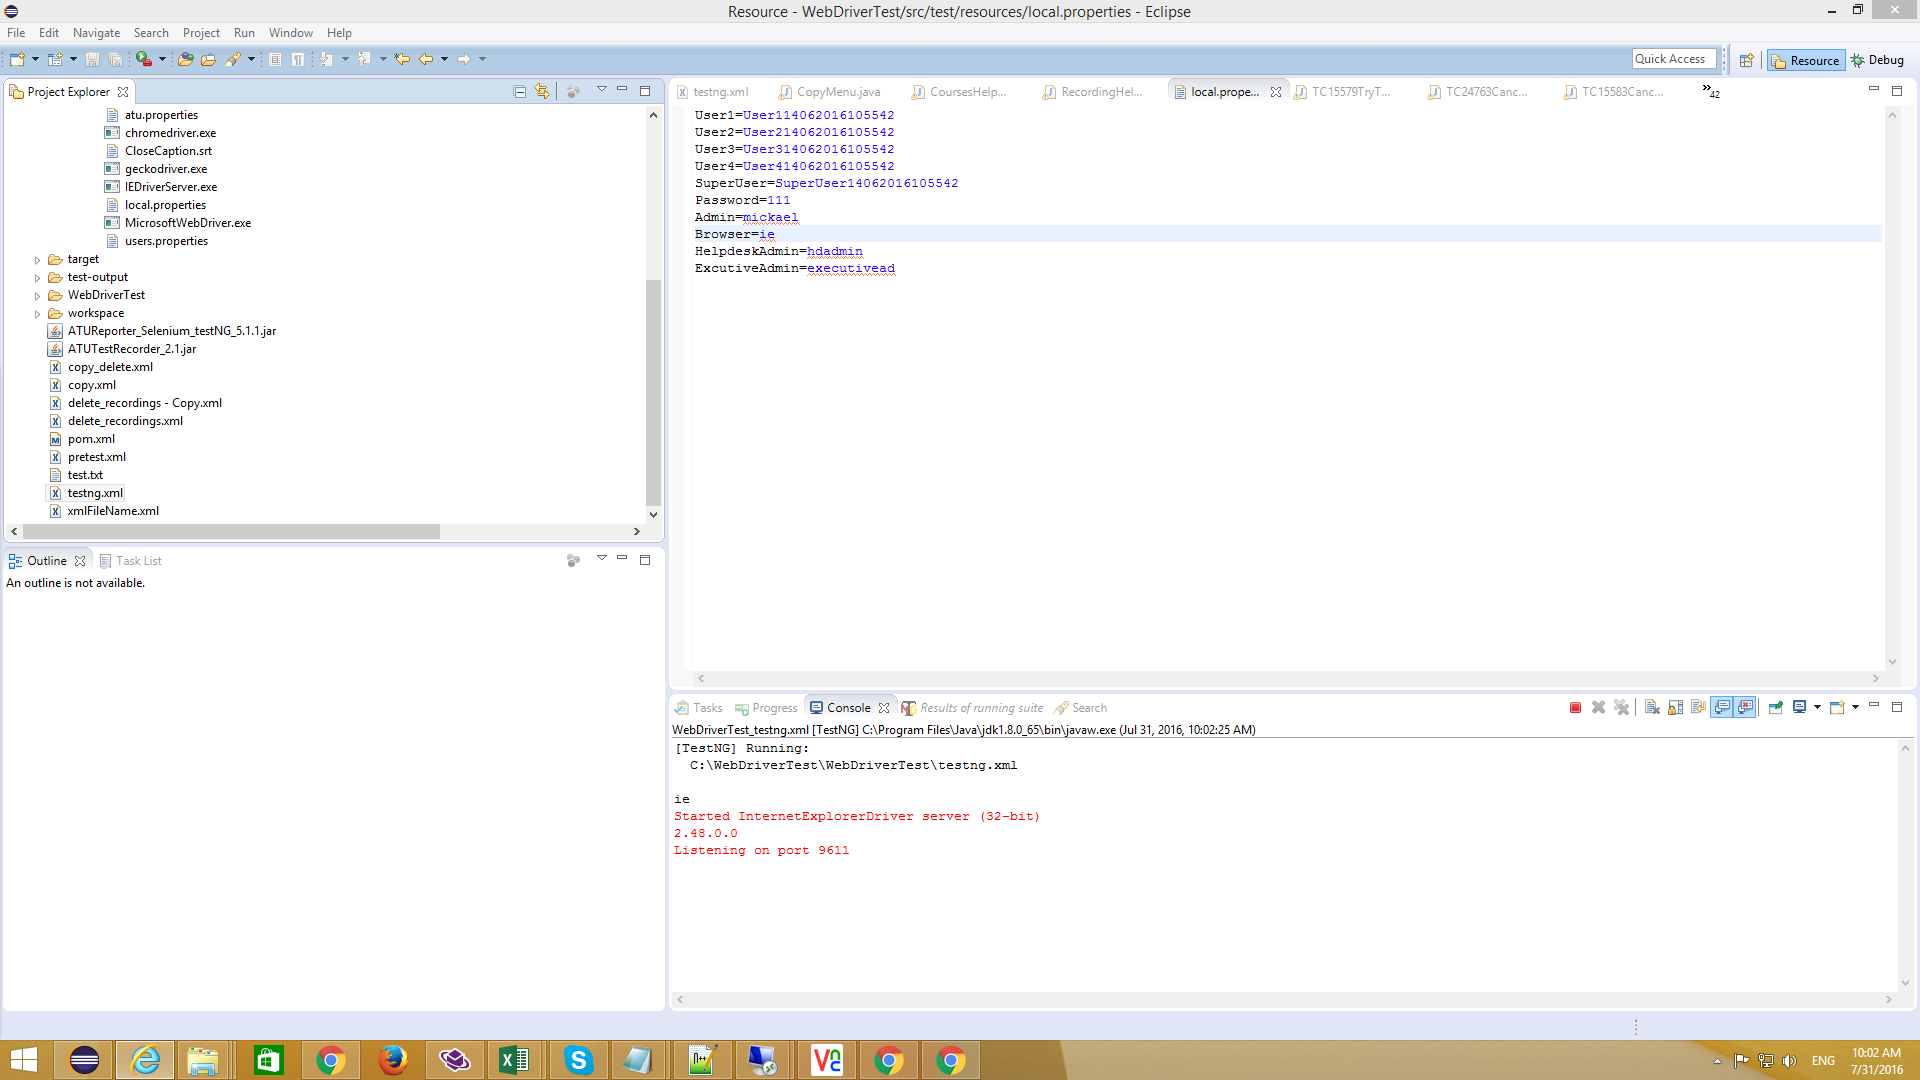 Resource - WebDriverTest/src/test/resources/local.properties - Eclipse
File Edit Navigate Search Project Run Window Help
Quick Access Resource Debug
Project Explorer
atu.properties
chromedriver.exe
CloseCaption.srt
geckodriver.exe
IEDriverServer.exe
local.properties
MicrosoftWebDriver.exe
users.properties
target
test-output
WebDriverTest
workspace
ATUReporter_Selenium_testNG_5.1.1.jar
ATUTestRecorder_2.1.jar
copy_delete.xml
copy.xml
delete_recordings - Copy.xml
delete_recordings.xml
pom.xml
pretest.xml
test.txt
testng.xml
xmlFileName.xml
Outline Task List
An outline is not available.
testng.xml CopyMenu.java CoursesHelp... RecordingHel... local.prope... TC15579TryT... TC24763Canc... TC15583Canc... »42
User1=User114062016105542
User2=User214062016105542
User3=User314062016105542
User4=User414062016105542
SuperUser=SuperUser14062016105542
Password=111
Admin=mickael
Browser=ie
HelpdeskAdmin=hdadmin
ExcutiveAdmin=executivead
Tasks Progress Console Results of running suite Search
WebDriverTest_testng.xml [TestNG] C:\Program Files\Java\jdk1.8.0_65\bin\javaw.exe (Jul 31, 2016, 10:02:25 AM)
[TestNG] Running:
C:\WebDriverTest\WebDriverTest\testng.xml
ie
Started InternetExplorerDriver server (32-bit)
2.48.0.0
Listening on port 9611
ENG
10:02 AM
7/31/2016